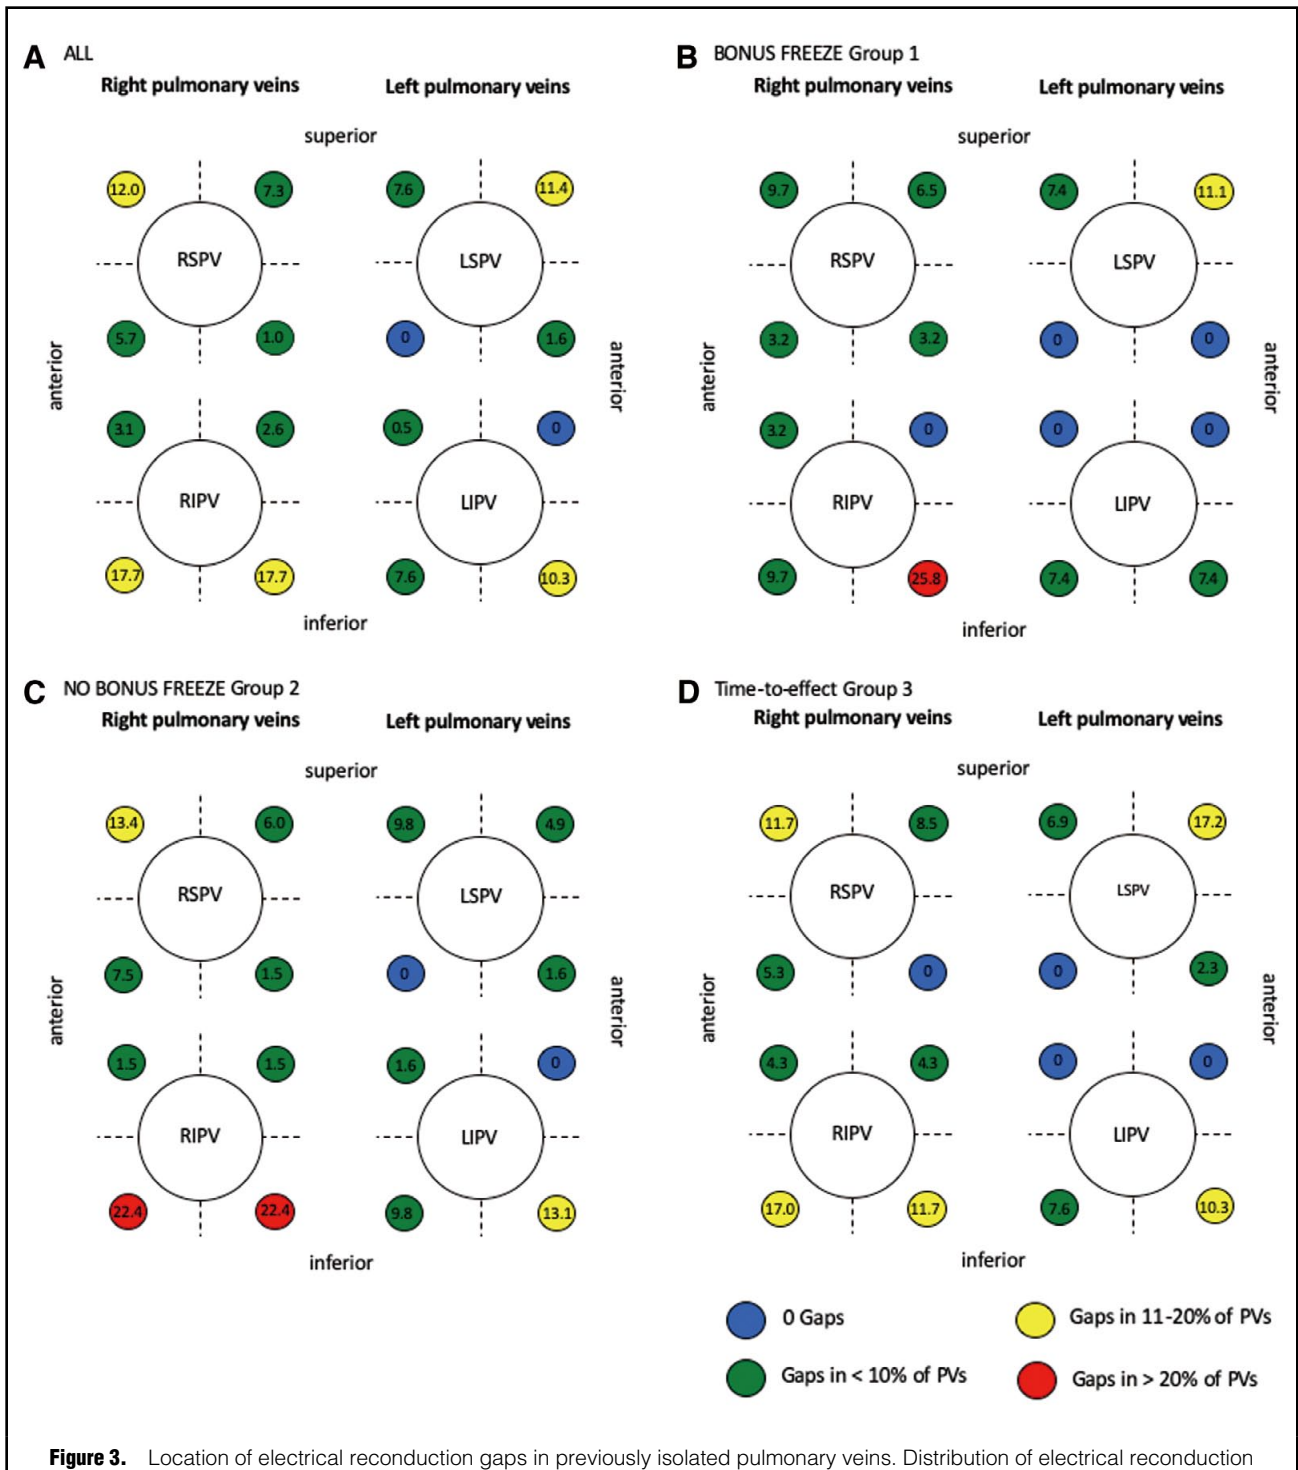 A ALL
Right pulmonary veins Left pulmonary veins
superior
12.0 7.3 7.6 11.4
RSPV LSPV
5.7 1.0 0 1.6
anterior anterior
3.1 2.6 0.5 0
RIPV LIPV
17.7 17.7 7.6 10.3
inferior
B BONUS FREEZE Group 1
Right pulmonary veins Left pulmonary veins
superior
9.7 6.5 7.4 11.1
RSPV LSPV
3.2 3.2 0 0
anterior anterior
3.2 0 0 0
RIPV LIPV
9.7 25.8 7.4 7.4
inferior
C NO BONUS FREEZE Group 2
Right pulmonary veins Left pulmonary veins
superior
13.4 6.0 9.8 4.9
RSPV LSPV
7.5 1.5 0 1.6
anterior anterior
1.5 1.5 1.6 0
RIPV LIPV
22.4 22.4 9.8 13.1
inferior
D Time-to-effect Group 3
Right pulmonary veins Left pulmonary veins
superior
11.7 8.5 6.9 17.2
RSPV LSPV
5.3 0 0 2.3
anterior anterior
4.3 4.3 0 0
RIPV LIPV
17.0 11.7 7.6 10.3
inferior
0 Gaps Gaps in 11-20% of PVs
Gaps in < 10% of PVs Gaps in > 20% of PVs
Figure 3. Location of electrical reconduction gaps in previously isolated pulmonary veins. Distribution of electrical reconduction